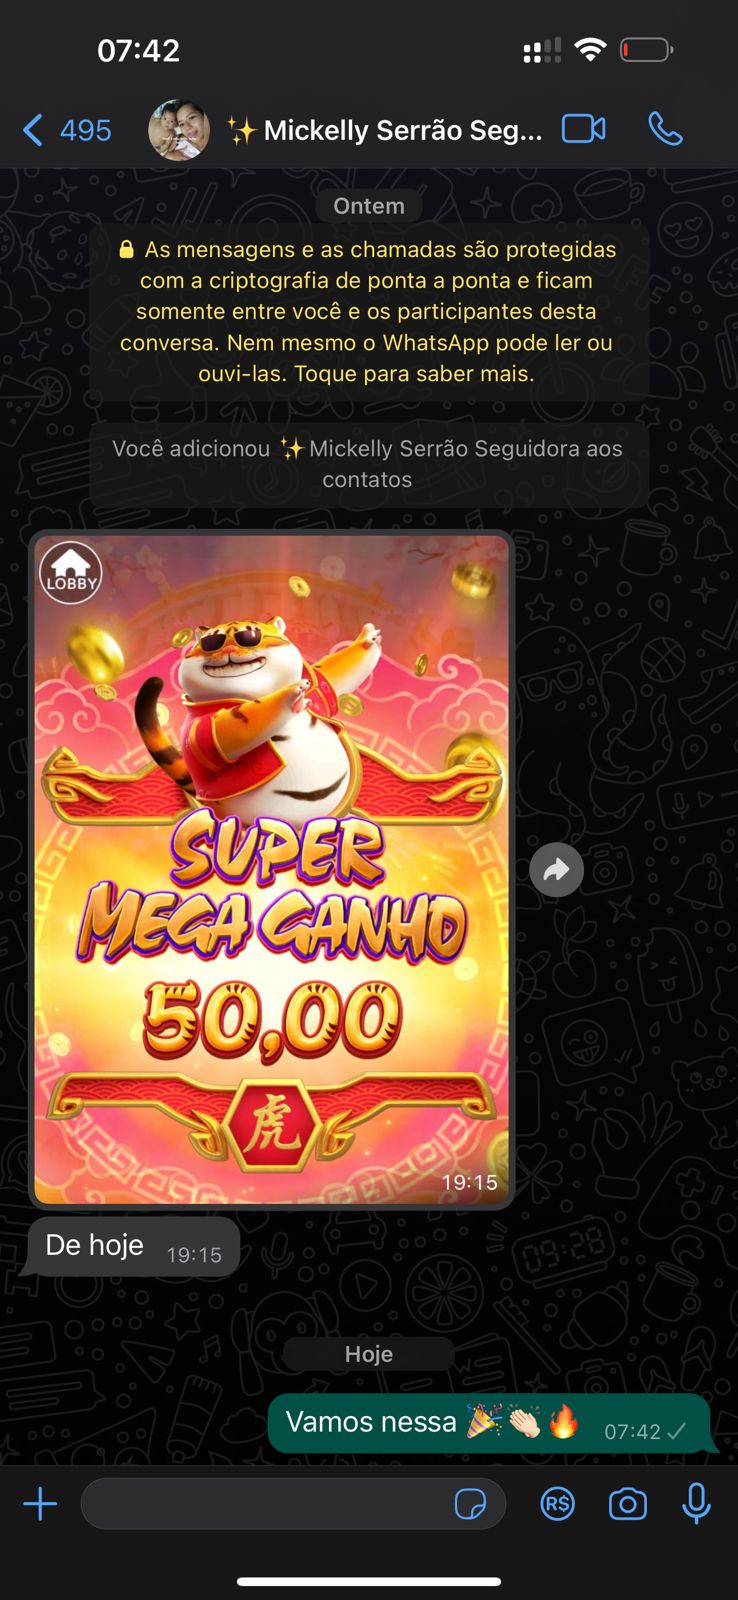 07:42
495
✨Mickelly Serrão Seg...
Ontem
🔒 As mensagens e as chamadas são protegidas
com a criptografia de ponta a ponta e ficam
somente entre você e os participantes desta
conversa. Nem mesmo o WhatsApp pode ler ou
ouvi-las. Toque para saber mais.
Você adicionou ✨Mickelly Serrão Seguidora aos
contatos
LOBBY
SUPER
MEGA GANHO
50,00
虎
19:15
De hoje 19:15
Hoje
Vamos nessa 🎉👏🏻🔥 07:42
R$